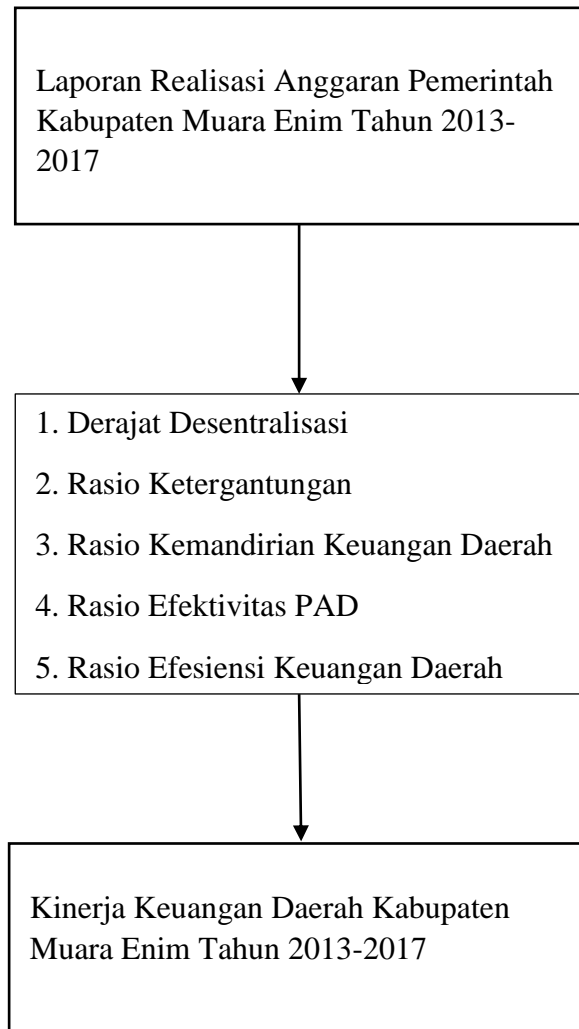 Laporan Realisasi Anggaran Pemerintah
Kabupaten Muara Enim Tahun 2013-
2017
1. Derajat Desentralisasi
2. Rasio Ketergantungan
3. Rasio Kemandirian Keuangan Daerah
4. Rasio Efektivitas PAD
5. Rasio Efesiensi Keuangan Daerah
Kinerja Keuangan Daerah Kabupaten
Muara Enim Tahun 2013-2017